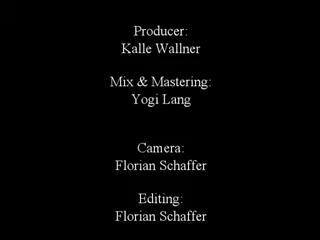 Producer:
Kalle Wallner
Mix & Mastering:
Yogi Lang
Camera:
Florian Schaffer
Editing:
Florian Schaffer